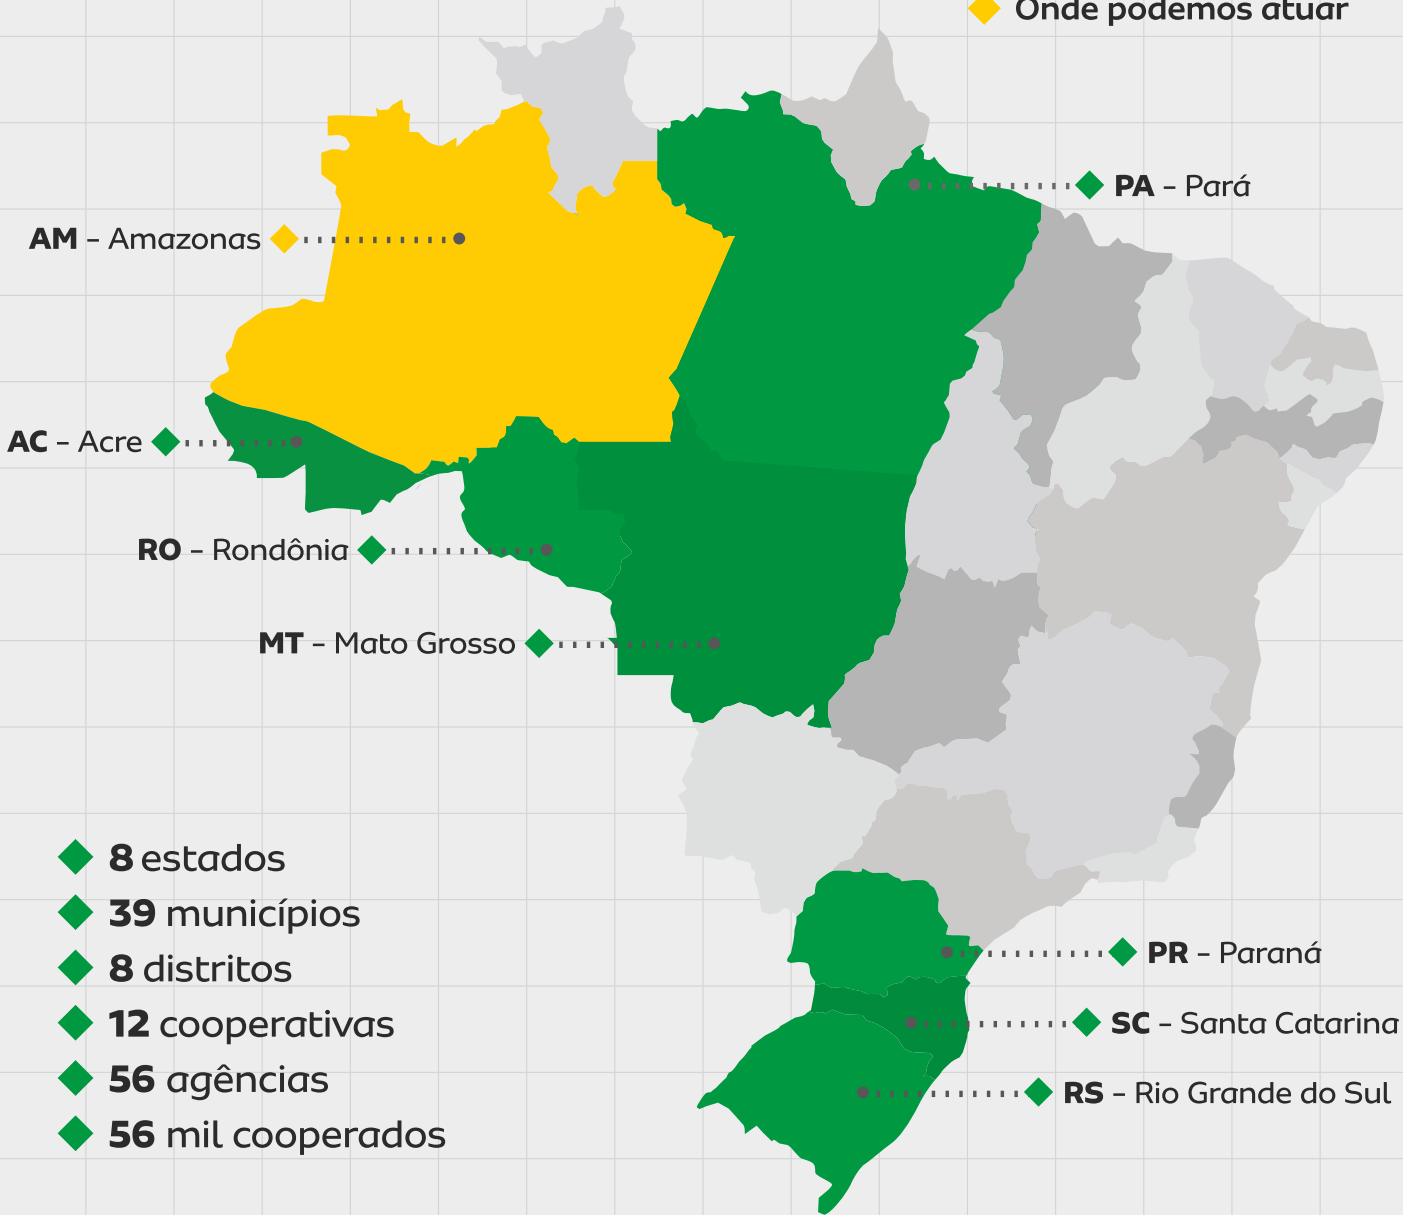 Onde podemos atuar
PA – Pará
AM – Amazonas
AC – Acre
RO – Rondônia
MT – Mato Grosso
8 estados
39 municípios
8 distritos
12 cooperativas
56 agências
56 mil cooperados
PR – Paraná
SC – Santa Catarina
RS – Rio Grande do Sul